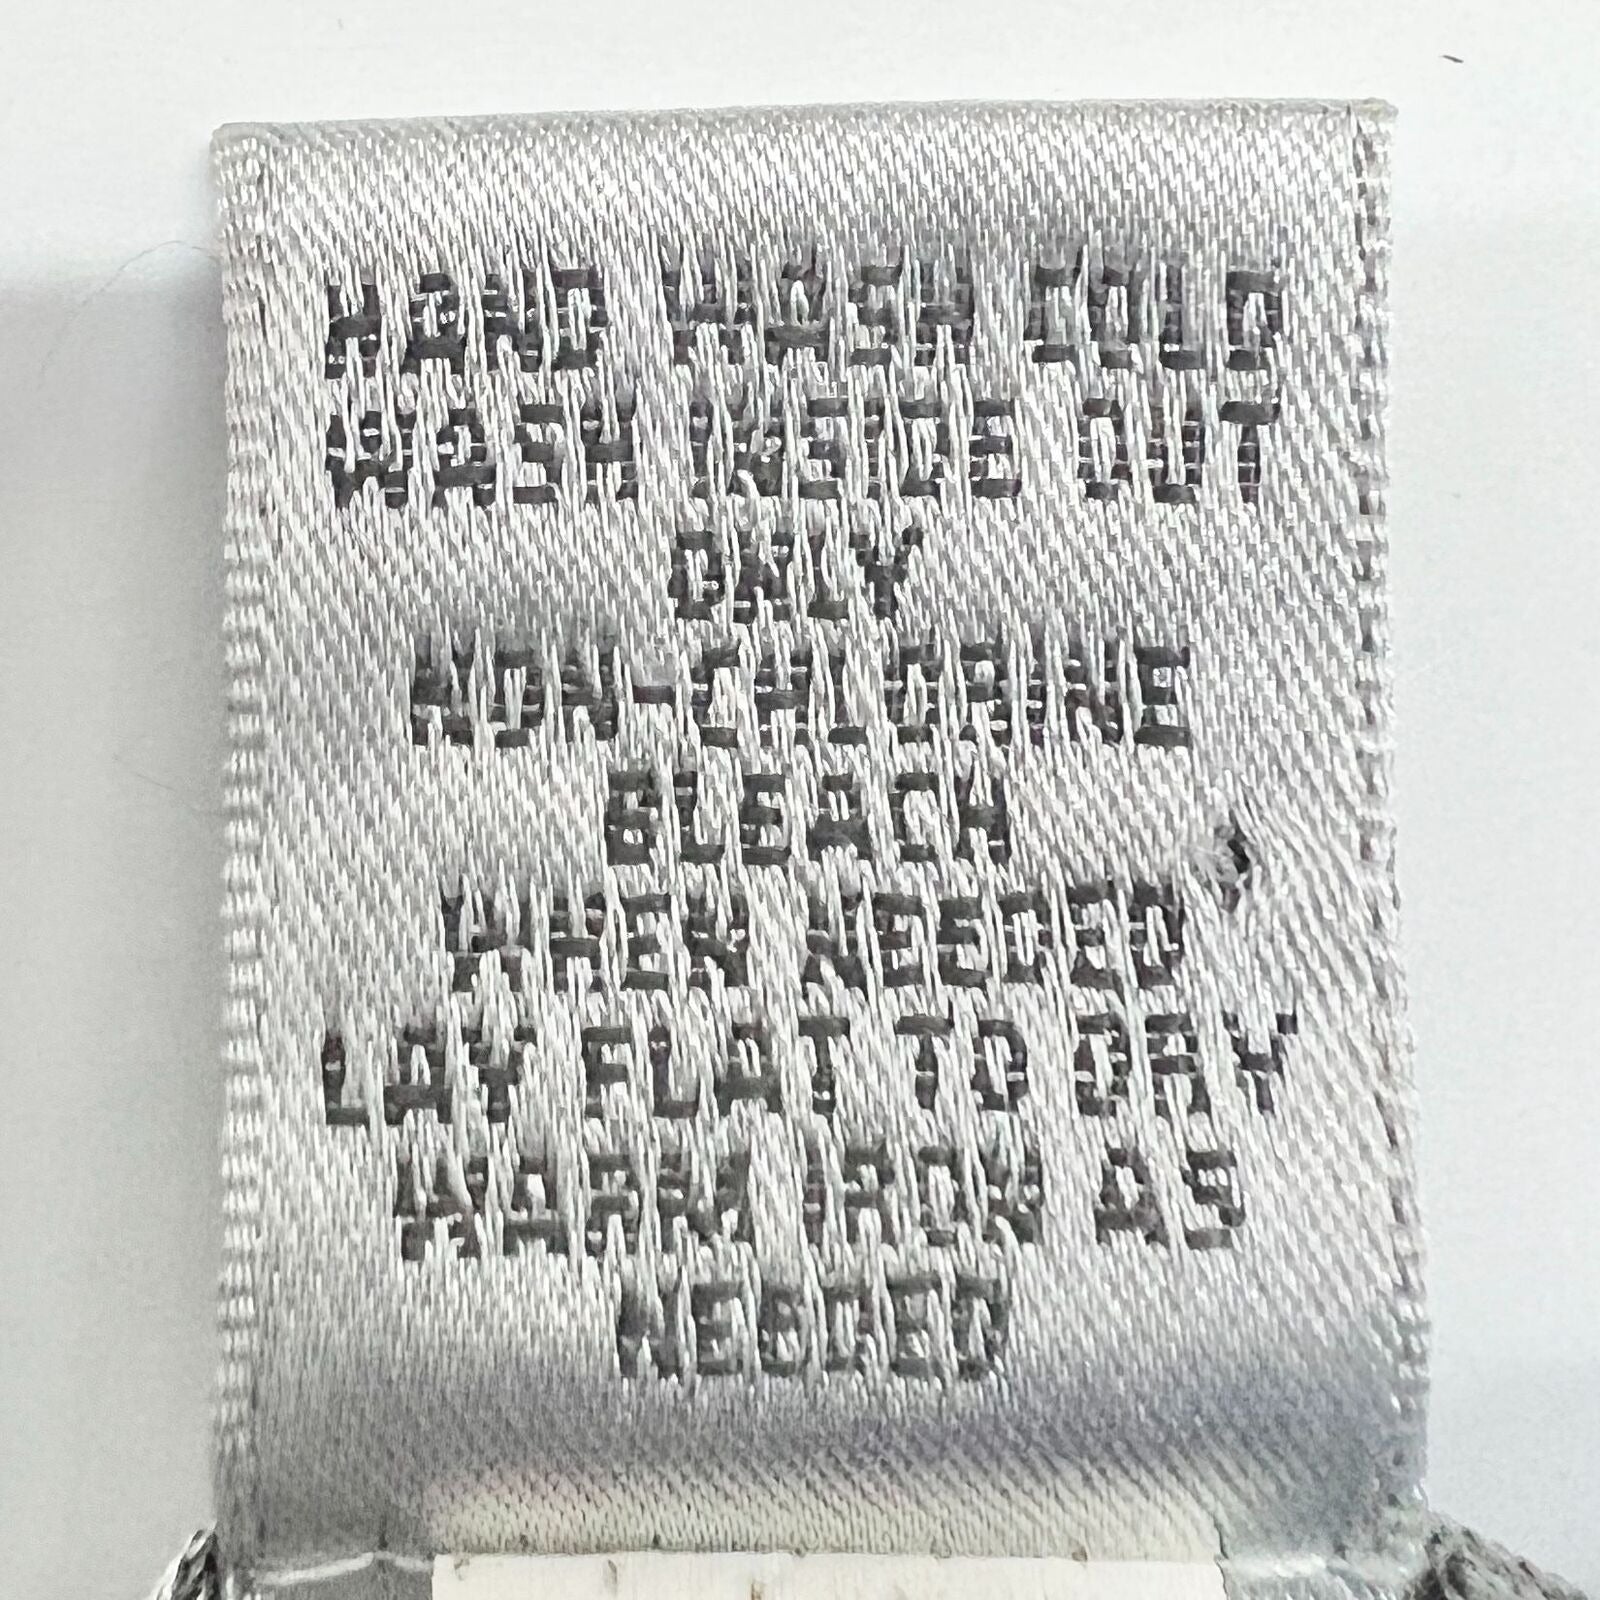 HAND WASH COLD
WASH INSIDE OUT
ONLY
NON-CHLORINE
BLEACH
WHEN NEEDED
LAY FLAT TO DRY
WARM IRON AS
NEEDED